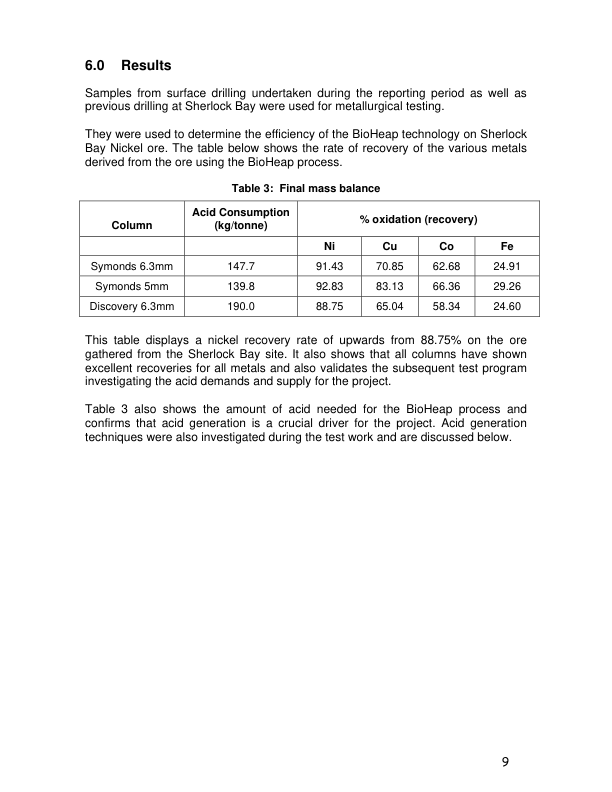 6.0 Results
Samples from surface drilling undertaken during the reporting period as well as
previous drilling at Sherlock Bay were used for metallurgical testing.
They were used to determine the efficiency of the BioHeap technology on Sherlock
Bay Nickel ore. The table below shows the rate of recovery of the various metals
derived from the ore using the BioHeap process.
Table 3: Final mass balance
Column Acid Consumption (kg/tonne) % oxidation (recovery)
Ni Cu Co Fe
Symonds 6.3mm 147.7 91.43 70.85 62.68 24.91
Symonds 5mm 139.8 92.83 83.13 66.36 29.26
Discovery 6.3mm 190.0 88.75 65.04 58.34 24.60
This table displays a nickel recovery rate of upwards from 88.75% on the ore
gathered from the Sherlock Bay site. It also shows that all columns have shown
excellent recoveries for all metals and also validates the subsequent test program
investigating the acid demands and supply for the project.
Table 3 also shows the amount of acid needed for the BioHeap process and
confirms that acid generation is a crucial driver for the project. Acid generation
techniques were also investigated during the test work and are discussed below.
9